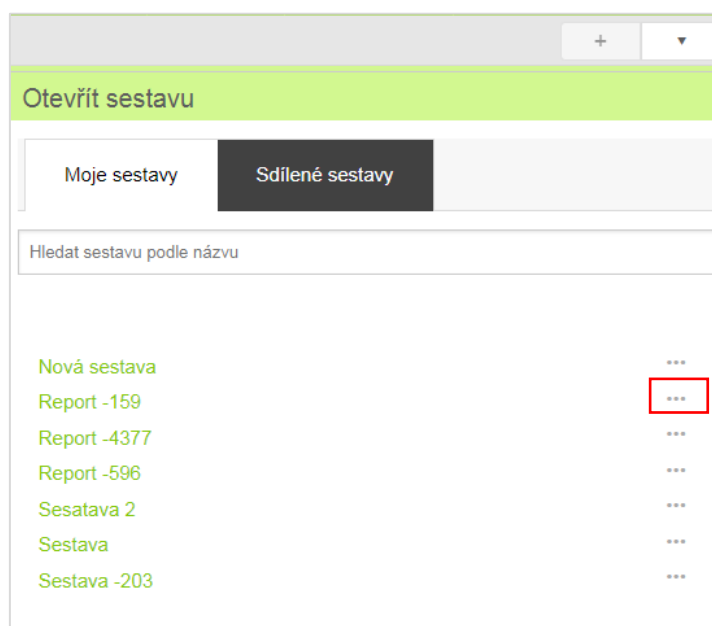 + ▼
Otevřít sestavu
Moje sestavy Sdílené sestavy
Hledat sestavu podle názvu
Nová sestava •••
Report -159 •••
Report -4377 •••
Report -596 •••
Sesatava 2 •••
Sestava •••
Sestava -203 •••